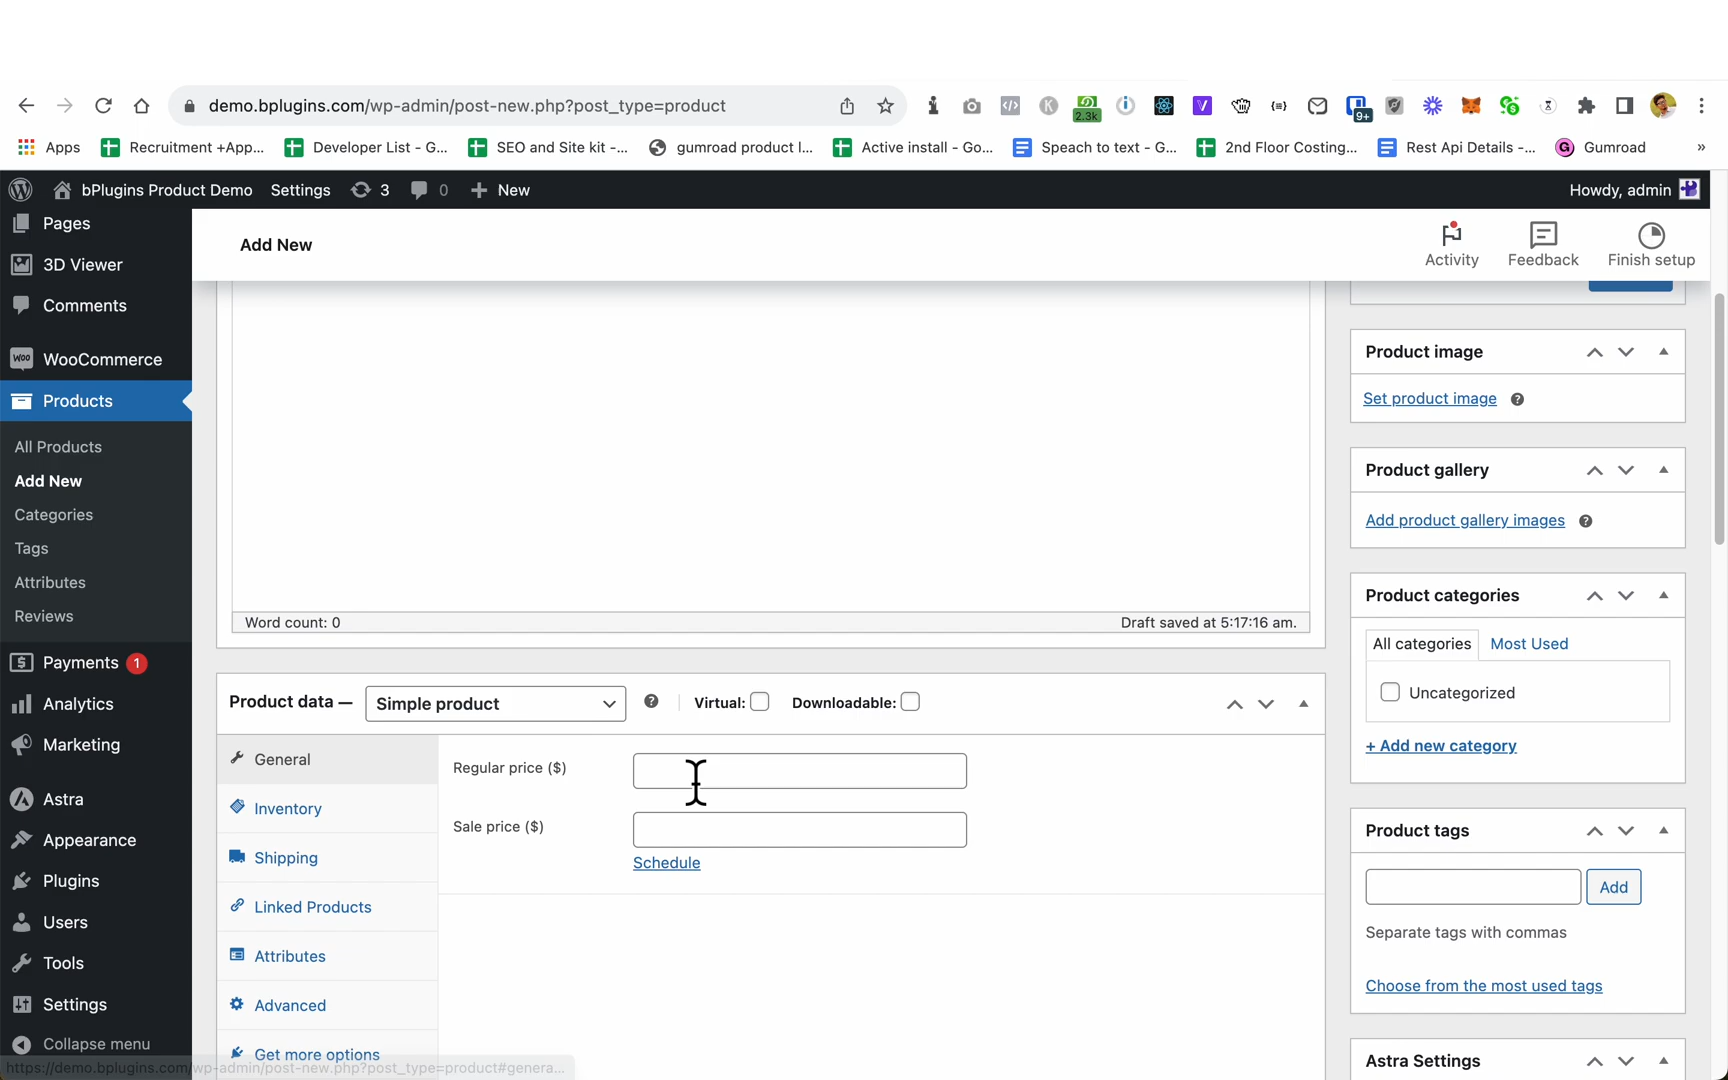 demo.bplugins.com/wp-admin/post-new.php?post_type=product
2.3k
9+
Apps
Recruitment +App...
Developer List - G...
SEO and Site kit -...
gumroad product l...
Active install - Go...
Speach to text - G...
2nd Floor Costing...
Rest Api Details -...
G
Gumroad
»
bPlugins Product Demo
Settings
3
0
New
Howdy, admin
Pages
3D Viewer
Comments
WOO
WooCommerce
Products
All Products
Add New
Categories
Tags
Attributes
Reviews
Payments 1
Analytics
Marketing
Astra
Appearance
Plugins
Users
Tools
Settings
Collapse menu
Add New
Activity
Feedback
Finish setup
Word count: 0
Draft saved at 5:17:16 am.
Product data —
Simple product
Virtual:
Downloadable:
General
Inventory
Shipping
Linked Products
Attributes
Advanced
Get more options
Regular price ($)
Sale price ($)
Schedule
Product image
Set product image
Product gallery
Add product gallery images
Product categories
All categories
Most Used
Uncategorized
+ Add new category
Product tags
Add
Separate tags with commas
Choose from the most used tags
Astra Settings
https://demo.bplugins.com/wp-admin/post-new.php?post_type=product#genera...